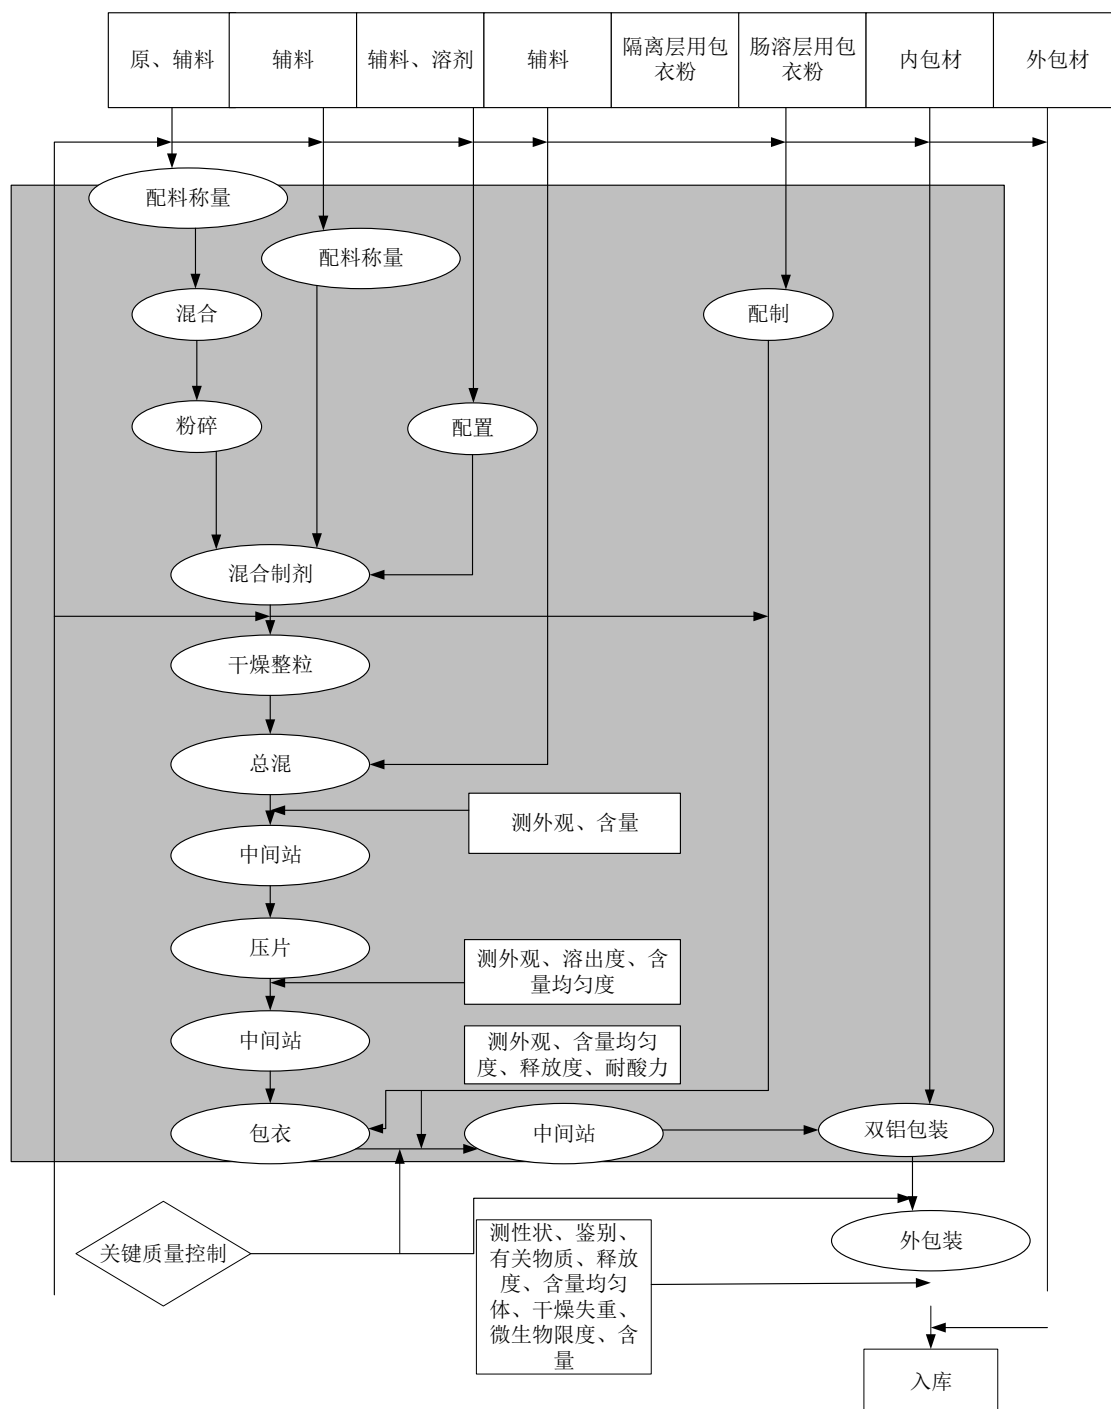 原、辅料
辅料
辅料、溶剂
辅料
隔离层用包
衣粉
肠溶层用包
衣粉
内包材
外包材
配料称量
配料称量
混合
配制
粉碎
配置
混合制剂
干燥整粒
总混
测外观、含量
中间站
压片
测外观、溶出度、含
量均匀度
中间站
测外观、含量均匀
度、释放度、耐酸力
包衣
中间站
双铝包装
关键质量控制
测性状、鉴别、
有关物质、释放
度、含量均匀
体、干燥失重、
微生物限度、含
量
外包装
入库